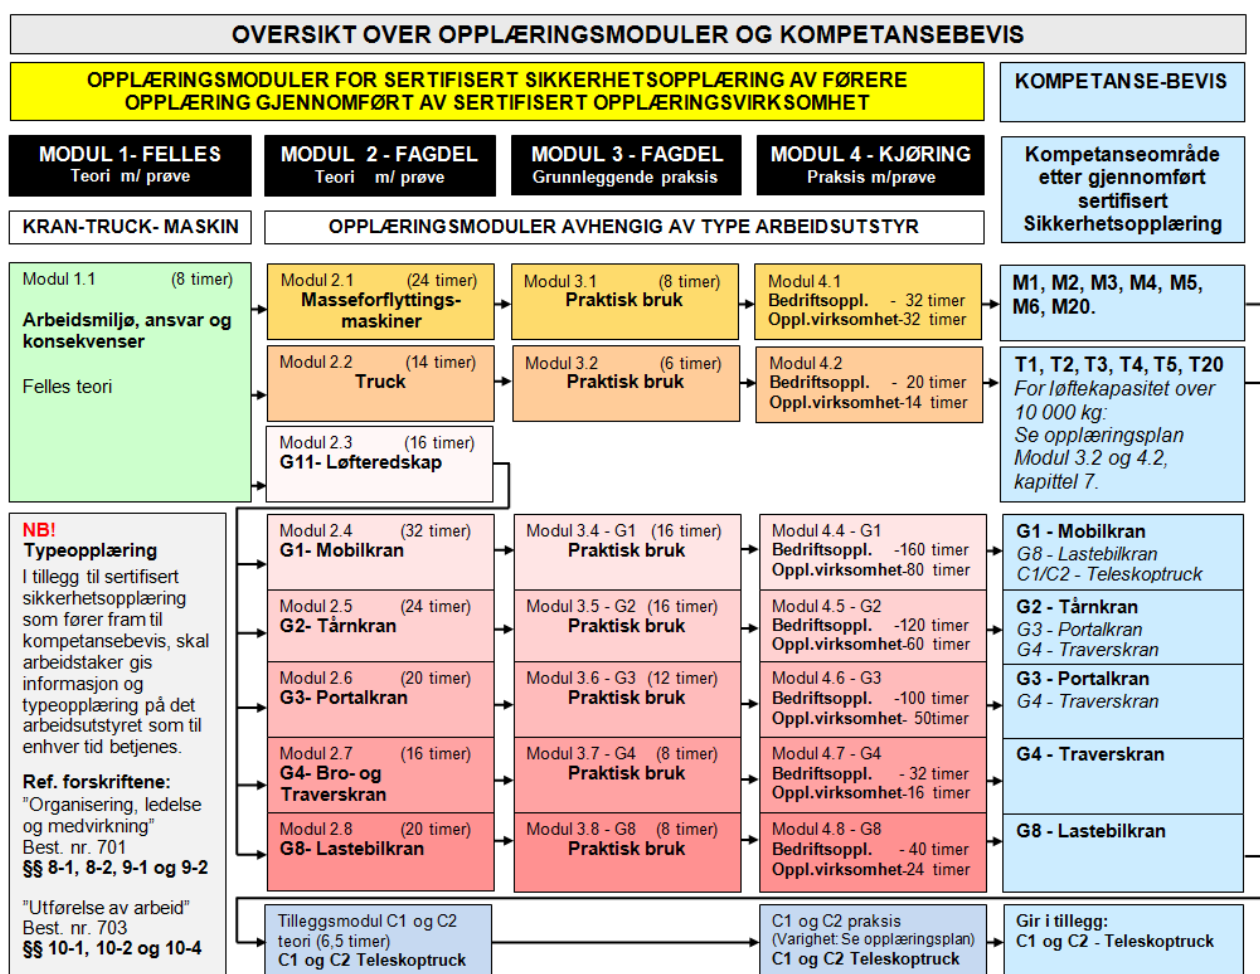 OVERSIKT OVER OPPLÆRINGSMODULER OG KOMPETANSEBEVIS
OPPLÆRINGSMODULER FOR SERTIFISERT SIKKERHETSOPPLÆRING AV FØRERE
OPPLÆRING GJENNOMFØRT AV SERTIFISERT OPPLÆRINGSVIRKSOMHET
KOMPETANSE-BEVIS
MODUL 1- FELLES
Teori m/ prøve
MODUL 2 - FAGDEL
Teori m/ prøve
MODUL 3 - FAGDEL
Grunnleggende praksis
MODUL 4 - KJØRING
Praksis m/prøve
Kompetanseområde
etter gjennomført
sertifisert
Sikkerhetsopplæring
KRAN-TRUCK- MASKIN
OPPLÆRINGSMODULER AVHENGIG AV TYPE ARBEIDSUTSTYR
Modul 1.1 (8 timer)
Arbeidsmiljø, ansvar og
konsekvenser
Felles teori
Modul 2.1 (24 timer)
Masseforflyttings-
maskiner
Modul 3.1 (8 timer)
Praktisk bruk
Modul 4.1
Bedriftsoppl. - 32 timer
Oppl.virksomhet-32 timer
M1, M2, M3, M4, M5,
M6, M20.
Modul 2.2 (14 timer)
Truck
Modul 3.2 (6 timer)
Praktisk bruk
Modul 4.2
Bedriftsoppl. - 20 timer
Oppl.virksomhet-14 timer
T1, T2, T3, T4, T5, T20
For løftekapasitet over
10 000 kg:
Se opplæringsplan
Modul 3.2 og 4.2,
kapittel 7.
Modul 2.3 (16 timer)
G11- Løfteredskap
NB!
Typeopplæring
I tillegg til sertifisert
sikkerhetsopplæring
som fører fram til
kompetansebevis, skal
arbeidstaker gis
informasjon og
typeopplæring på det
arbeidsutstyret som til
enhver tid betjenes.
Ref. forskriftene:
"Organisering, ledelse
og medvirkning"
Best. nr. 701
§§ 8-1, 8-2, 9-1 og 9-2
"Utførelse av arbeid"
Best. nr. 703
§§ 10-1, 10-2 og 10-4
Modul 2.4 (32 timer)
G1- Mobilkran
Modul 3.4 - G1 (16 timer)
Praktisk bruk
Modul 4.4 - G1
Bedriftsoppl. -160 timer
Oppl.virksomhet-80 timer
G1 - Mobilkran
G8 - Lastebilkran
C1/C2 - Teleskoptruck
Modul 2.5 (24 timer)
G2- Tårnkran
Modul 3.5 - G2 (16 timer)
Praktisk bruk
Modul 4.5 - G2
Bedriftsoppl. -120 timer
Oppl.virksomhet-60 timer
G2 - Tårnkran
G3 - Portalkran
G4 - Traverskran
Modul 2.6 (20 timer)
G3- Portalkran
Modul 3.6 - G3 (12 timer)
Praktisk bruk
Modul 4.6 - G3
Bedriftsoppl. -100 timer
Oppl.virksomhet- 50timer
G3 - Portalkran
G4 - Traverskran
Modul 2.7 (16 timer)
G4- Bro- og
Traverskran
Modul 3.7 - G4 (8 timer)
Praktisk bruk
Modul 4.7 - G4
Bedriftsoppl. - 32 timer
Oppl.virksomhet-16 timer
G4 - Traverskran
Modul 2.8 (20 timer)
G8- Lastebilkran
Modul 3.8 - G8 (8 timer)
Praktisk bruk
Modul 4.8 - G8
Bedriftsoppl. - 40 timer
Oppl.virksomhet-24 timer
G8 - Lastebilkran
Tilleggsmodul C1 og C2
teori (6,5 timer)
C1 og C2 Teleskoptruck
C1 og C2 praksis
(Varighet: Se opplæringsplan)
C1 og C2 Teleskoptruck
Gir i tillegg:
C1 og C2 - Teleskoptruck